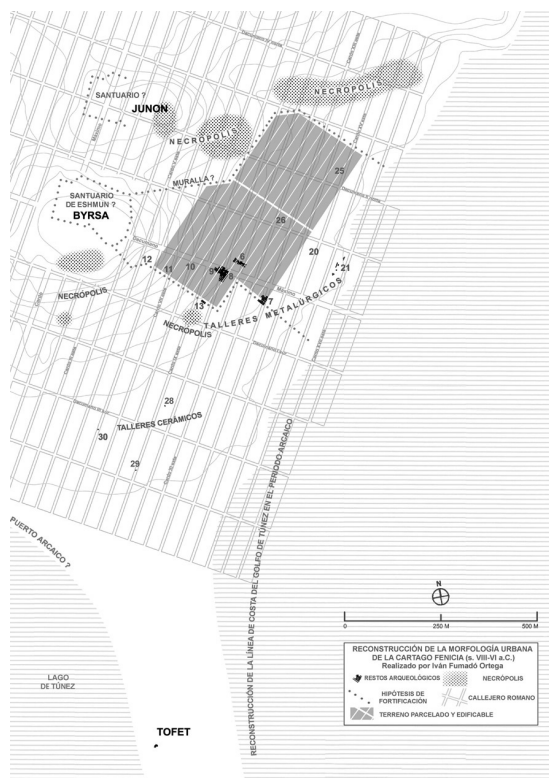 NECRÓPOLIS
SANTUARIO ?
JUNON
NECRÓPOLIS
MURALLA ?
25
SANTUARIO
DE ESHMUN ?
BYRSA
26
20
6
12
11
10
9
8
21
7
13
NECRÓPOLIS
TALLERES METALÚRGICOS
NECRÓPOLIS
28
TALLERES CERÁMICOS
30
29
PUERTO ARCAICO ?
RECONSTRUCCIÓN DE LA LÍNEA DE COSTA DEL GOLFO DE TÚNEZ EN EL PERIODO ARCAICO
N
0
250 M
500 M
RECONSTRUCCIÓN DE LA MORFOLOGÍA URBANA
DE LA CARTAGO FENICIA (s. VIII-VI a.C.)
Realizado por Iván Fumadó Ortega
RESTOS ARQUEOLÓGICOS
NECRÓPOLIS
HIPÓTESIS DE
FORTIFICACIÓN
CALLEJERO ROMANO
TERRENO PARCELADO Y EDIFICABLE
LAGO
DE TÚNEZ
TOFET